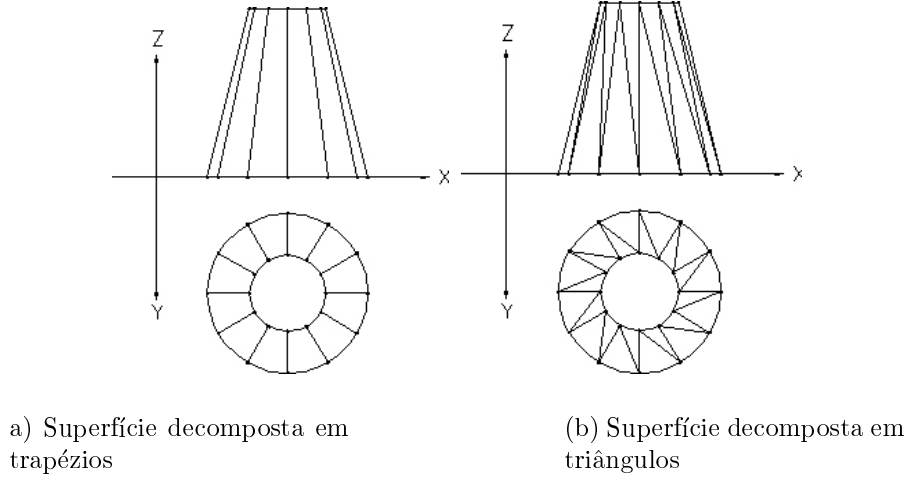 Z
X
Y
Z
X
Y
a) Superfície decomposta em
trapézios
(b) Superfície decomposta em
triângulos